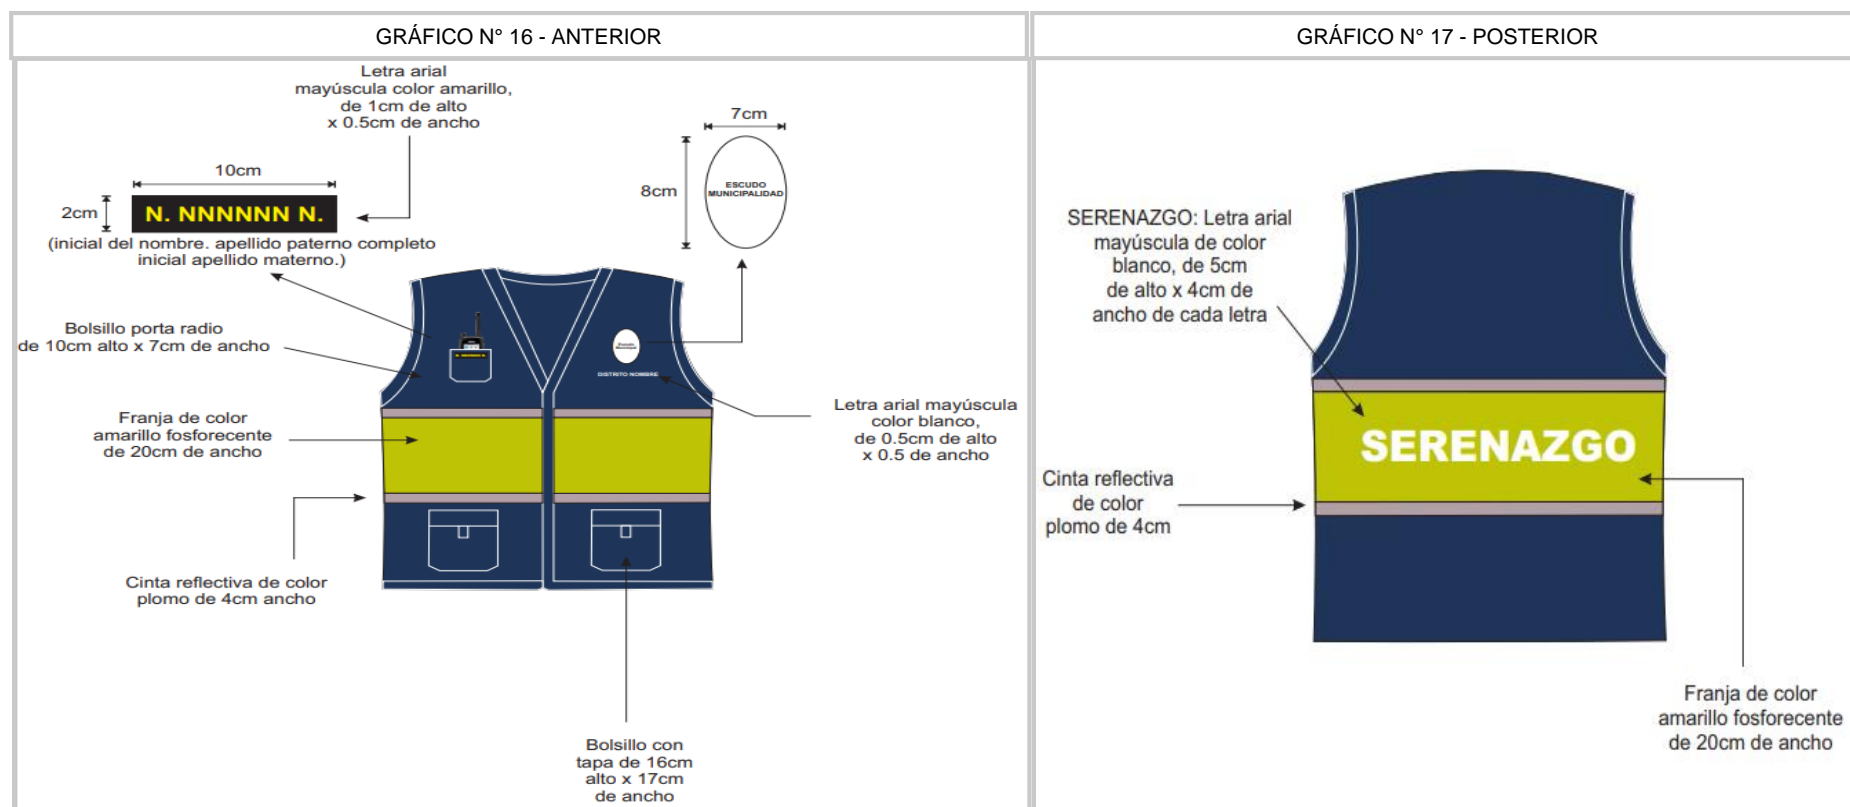 GRÁFICO N° 16 - ANTERIOR
Letra arial
mayúscula color amarillo,
de 1cm de alto
x 0.5cm de ancho
10cm
2cm
N. NNNNNN N.
(inicial del nombre. apellido paterno completo
inicial apellido materno.)
7cm
8cm
ESCUDO
MUNICIPALIDAD
Bolsillo porta radio
de 10cm alto x 7cm de ancho
Escudo
Municipal
DISTRITO NOMBRE
Franja de color
amarillo fosforecente
de 20cm de ancho
Letra arial mayúscula
color blanco,
de 0.5cm de alto
x 0.5 de ancho
Cinta reflectiva de color
plomo de 4cm ancho
Bolsillo con
tapa de 16cm
alto x 17cm
de ancho
GRÁFICO N° 17 - POSTERIOR
SERENAZGO: Letra arial
mayúscula de color
blanco, de 5cm
de alto x 4cm de
ancho de cada letra
SERENAZGO
Cinta reflectiva
de color
plomo de 4cm
Franja de color
amarillo fosforecente
de 20cm de ancho